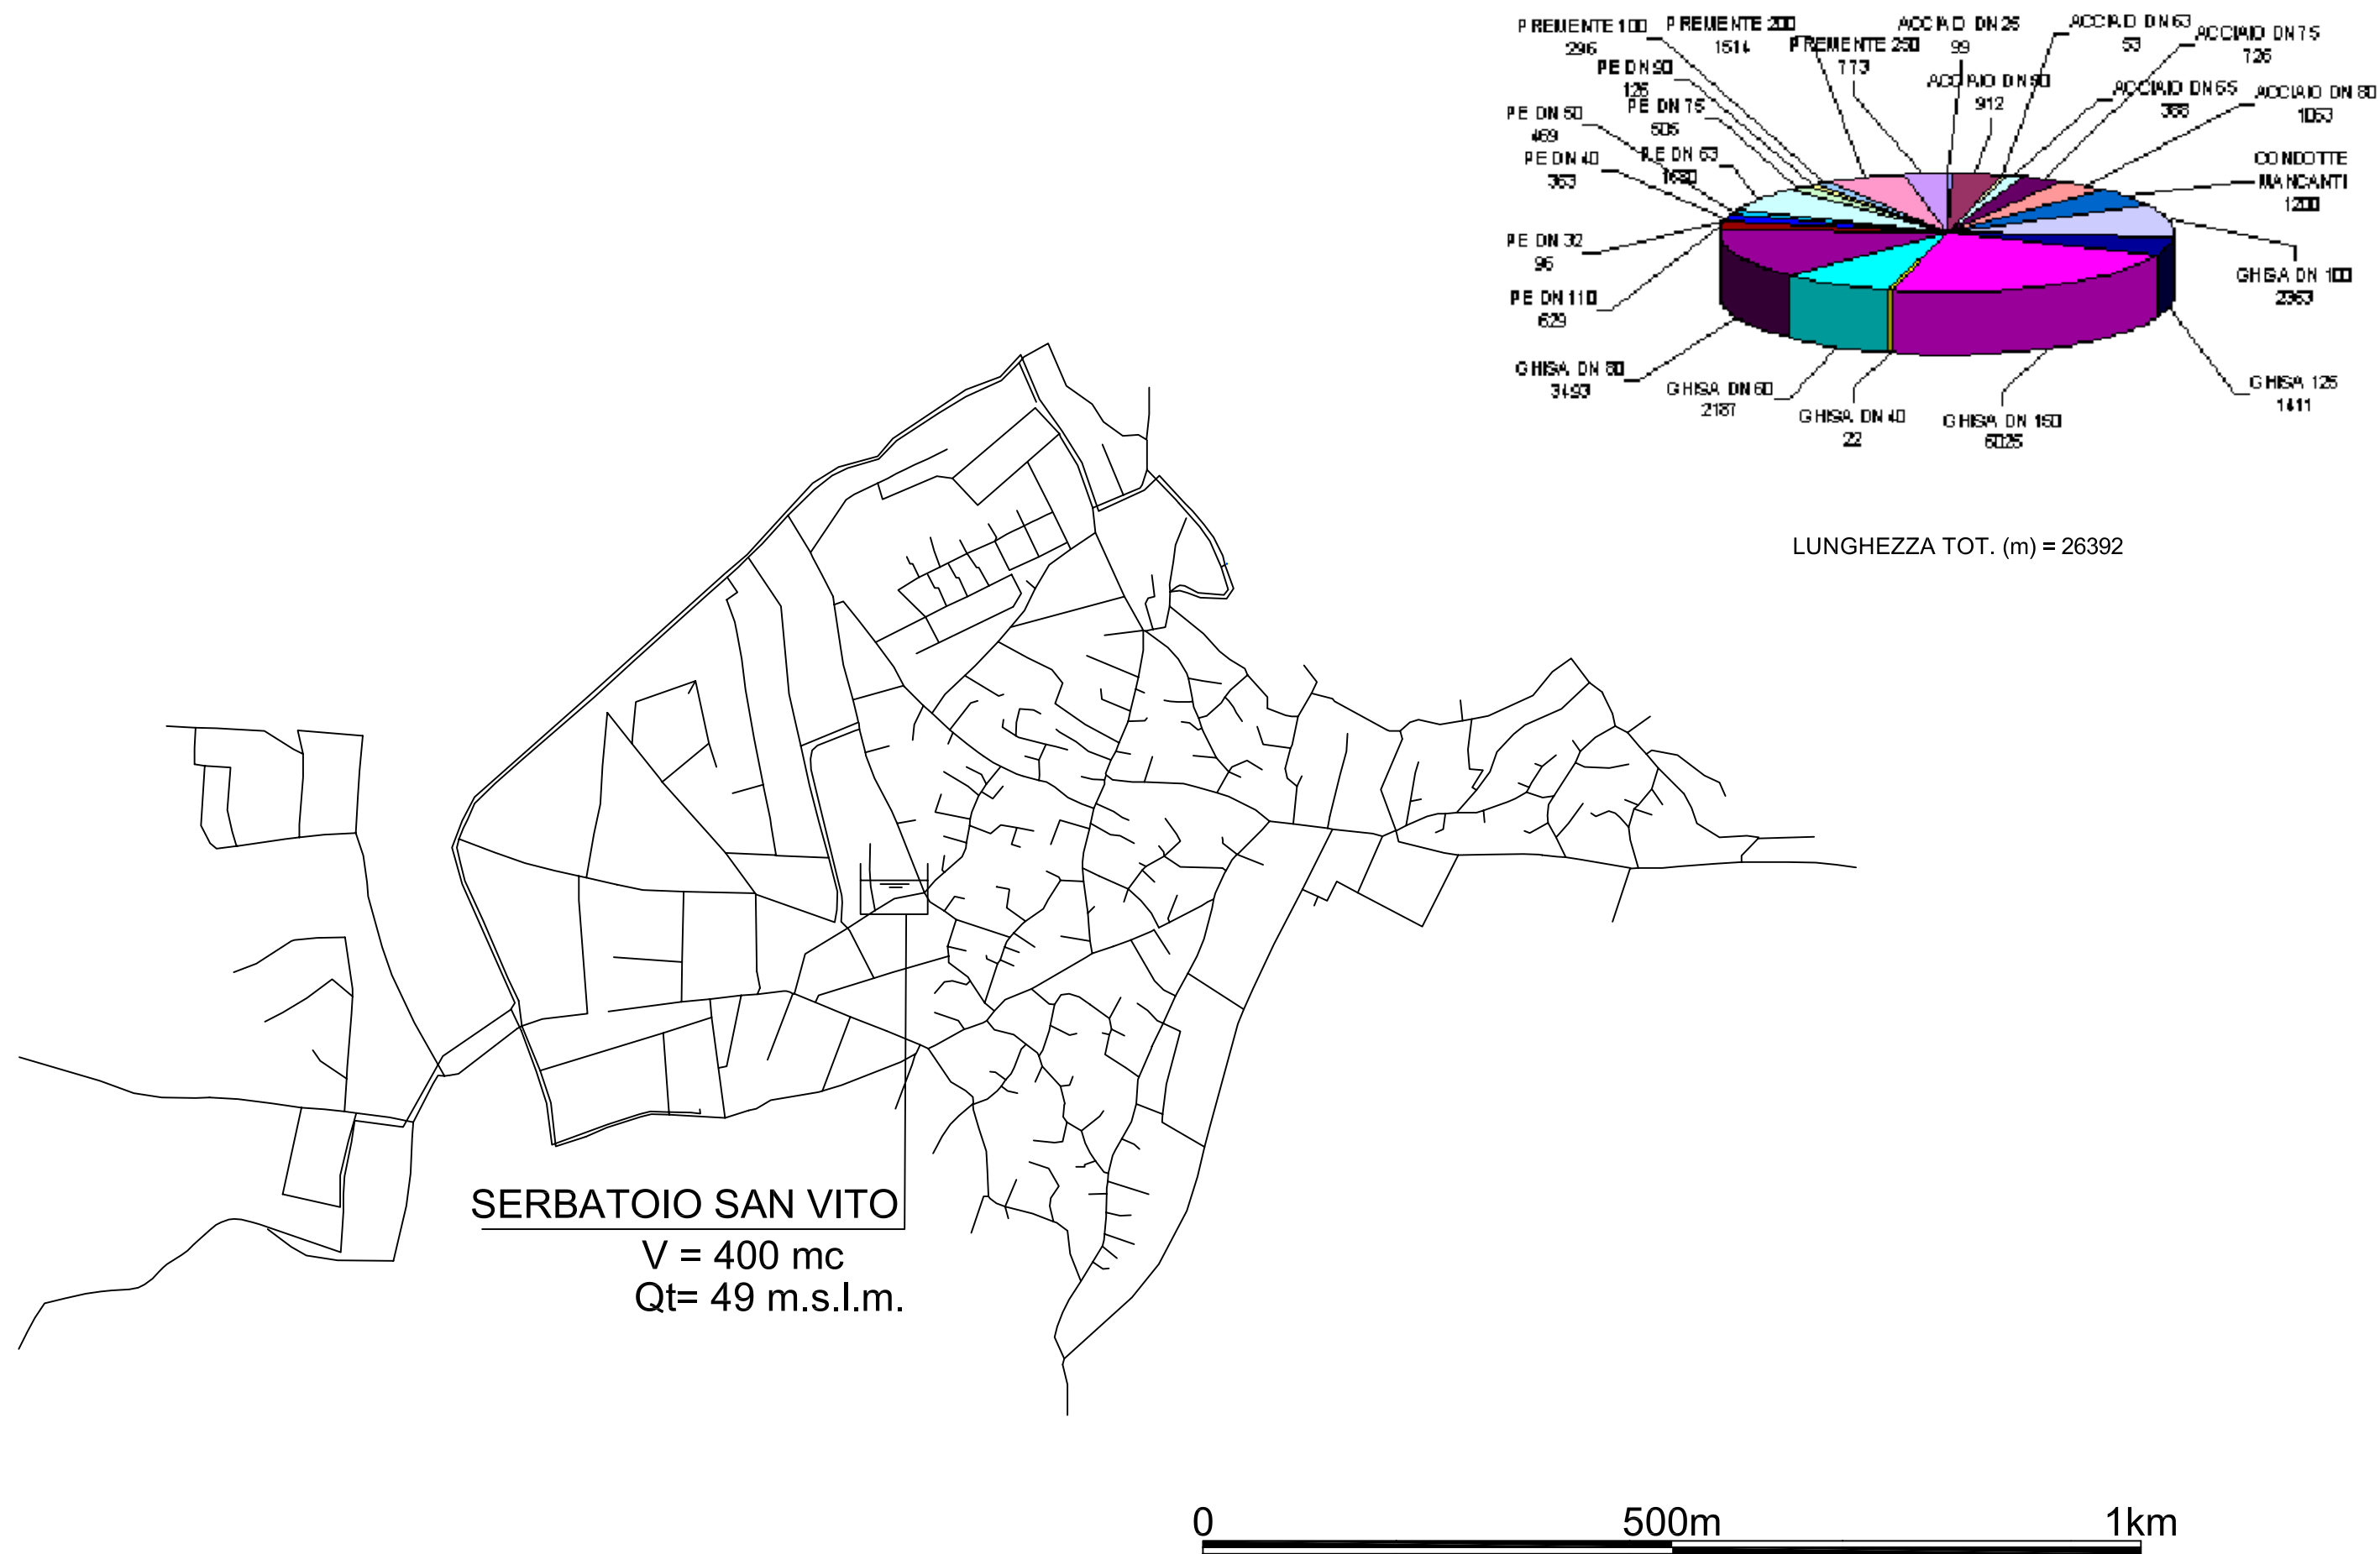 PREMENTE 100
296
PREMENTE 200
1514
PREMENTE 250
773
ACCIAIO DN 25
99
ACCIAIO DN 63
53
ACCIAIO DN 75
726
PE DN 90
126
ACCIAIO DN 50
912
ACCIAIO DN 65
388
ACCIAIO DN 80
1053
PE DN 50
469
PE DN 75
PE DN 40
363
PE DN 63
CONDOTTE
MANCANTI
1200
PE DN 32
PE DN 110
629
GHISA DN 100
2363
GHISA DN 80
3493
GHISA DN 60
2187
GHISA DN 40
22
GHISA DN 150
6025
GHISA 125
1411
LUNGHEZZA TOT. (m) = 26392
SERBATOIO SAN VITO
V = 400 mc
Qt= 49 m.s.l.m.
0 500m 1km